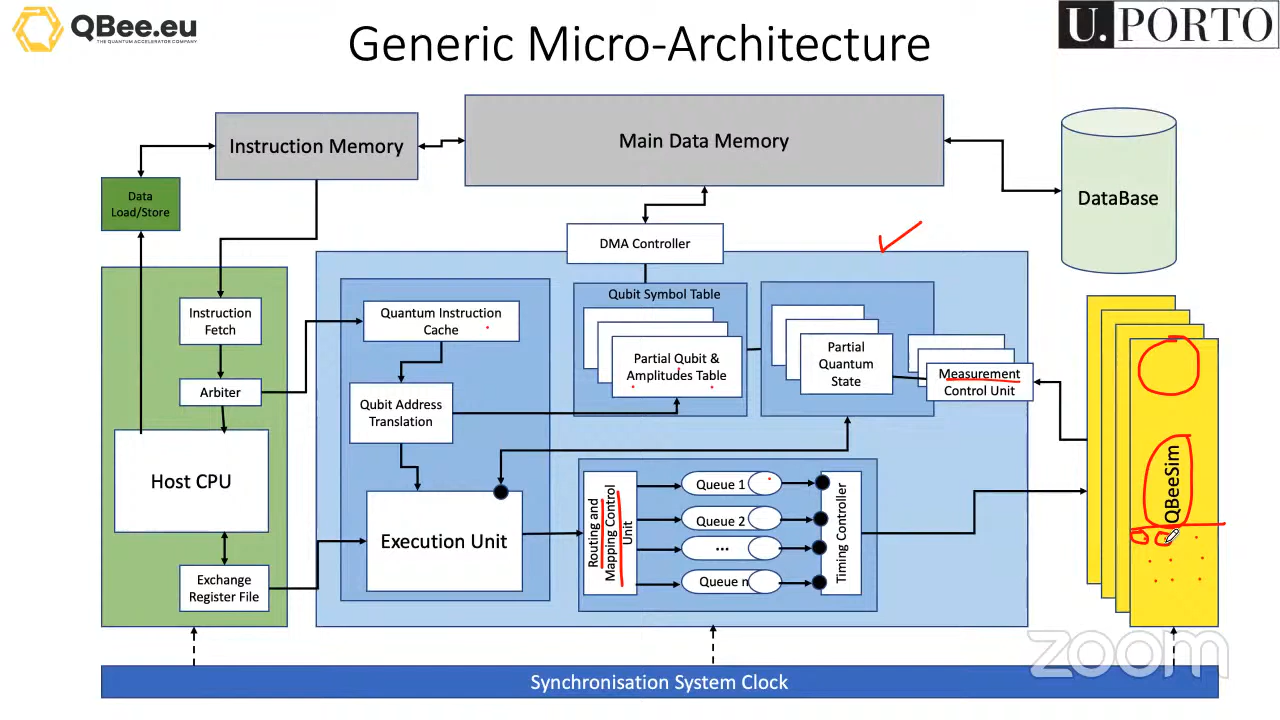 QBee.eu
THE QUANTUM ACCELERATOR COMPANY
Generic Micro-Architecture
U.PORTO
Instruction Memory
Main Data Memory
DataBase
Data
Load/Store
DMA Controller
Instruction
Fetch
Arbiter
Host CPU
Exchange
Register File
Quantum Instruction
Cache
Qubit Address
Translation
Execution Unit
Qubit Symbol Table
Partial Qubit &
Amplitudes Table
Partial
Quantum
State
Measurement
Control Unit
Routing and
Mapping Control
Unit
Queue 1
Queue 2
...
Queue n
Timing Controller
QBeeSim
zoom
Synchronisation System Clock